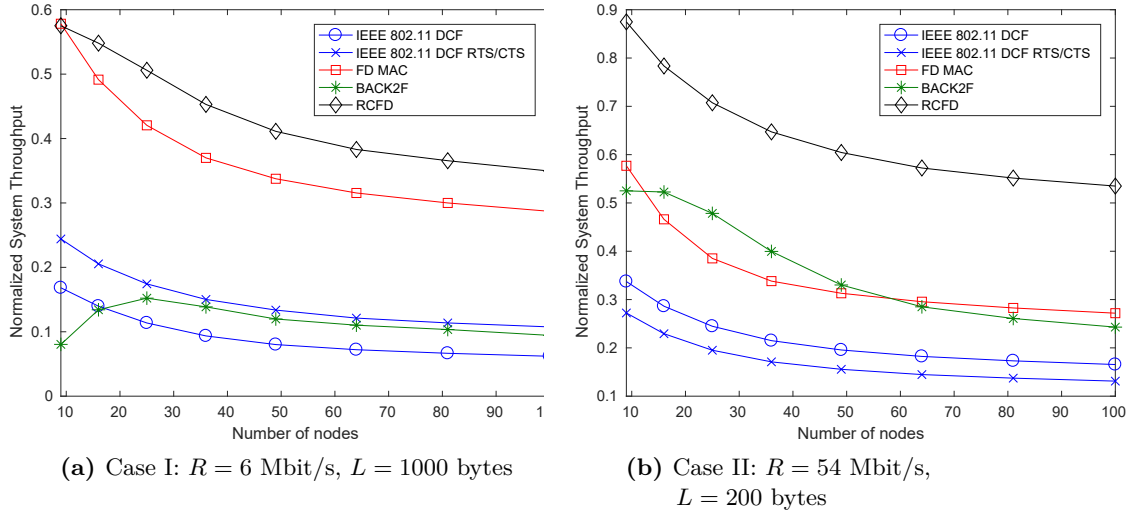 0.6
0.5
0.4
0.3
0.2
0.1
0
Normalized System Throughput
10 20 30 40 50 60 70 80 90
Number of nodes
IEEE 802.11 DCF
IEEE 802.11 DCF RTS/CTS
FD MAC
BACK2F
RCFD
(a) Case I: R = 6 Mbit/s, L = 1000 bytes
0.9
0.8
0.7
0.6
0.5
0.4
0.3
0.2
0.1
Normalized System Throughput
10 20 30 40 50 60 70 80 90 100
Number of nodes
IEEE 802.11 DCF
IEEE 802.11 DCF RTS/CTS
FD MAC
BACK2F
RCFD
(b) Case II: R = 54 Mbit/s,
L = 200 bytes